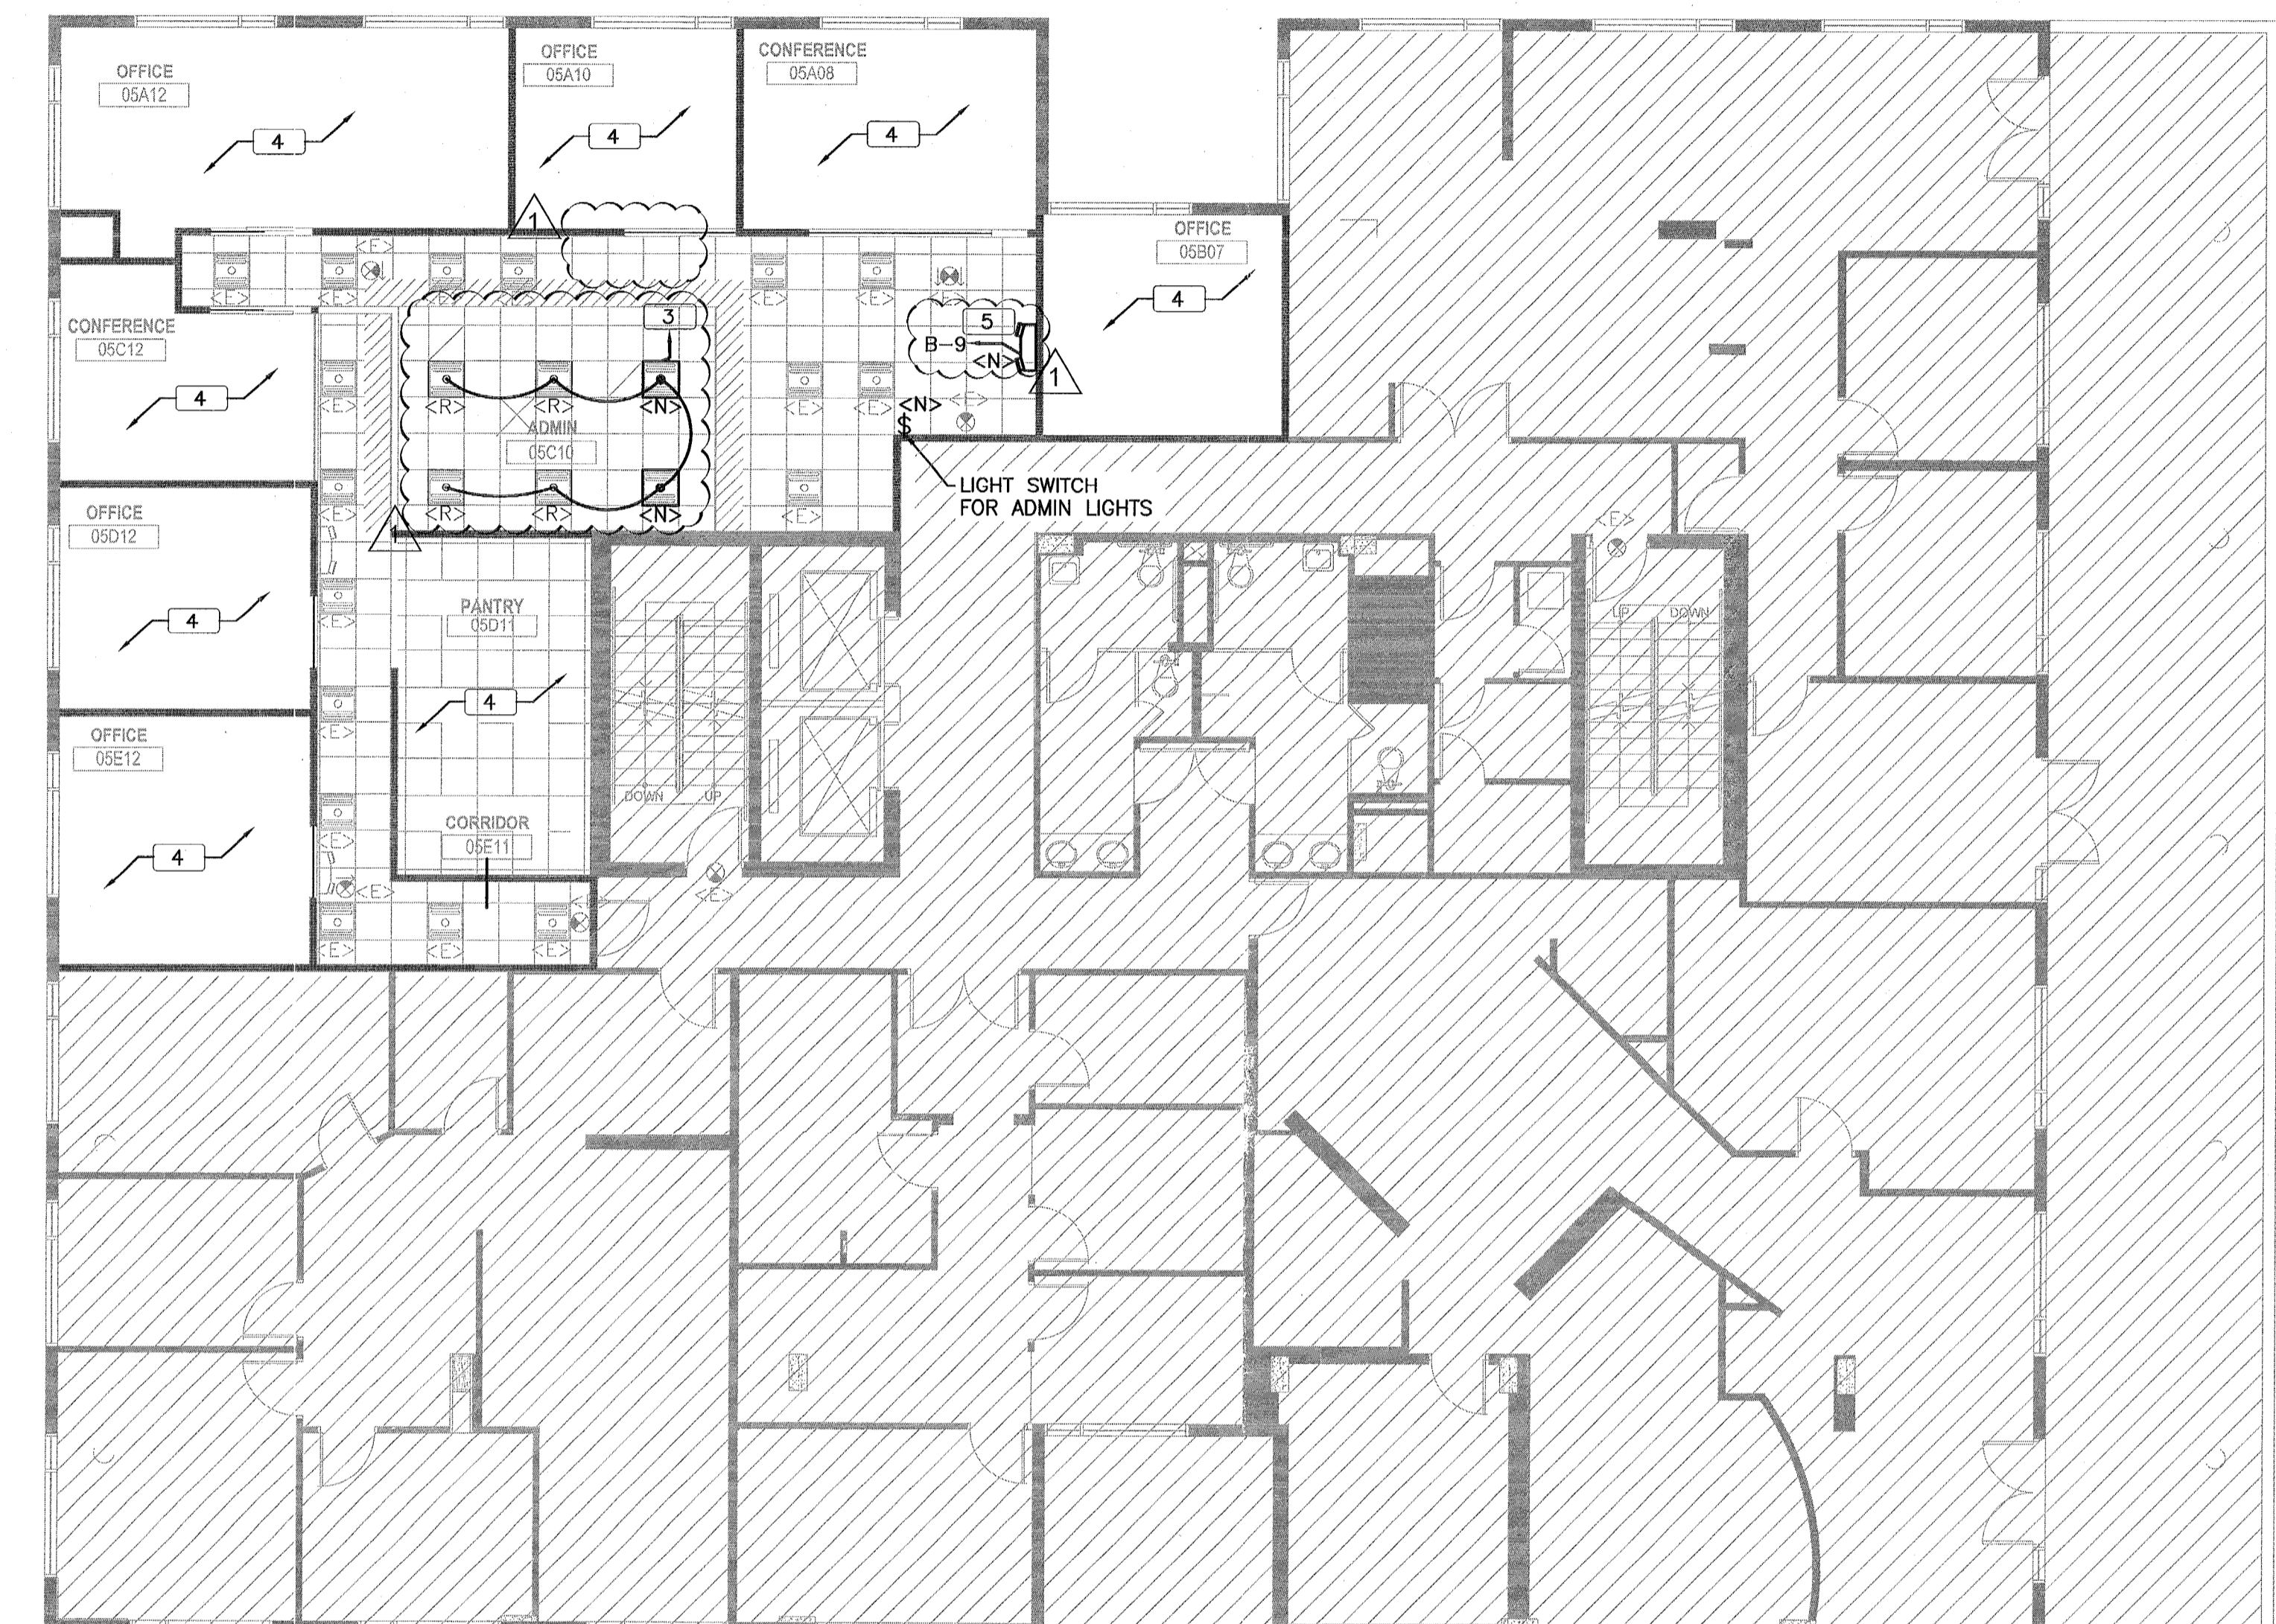 OFFICE
05A12
4
OFFICE
05A10
4
CONFERENCE
05A08
4
OFFICE
05B07
4
1
<E>
<E>
<E>
<E>
<E>
<E>
<E>
<E>
CONFERENCE
05C12
4
3
<R>
<R>
<N>
ADMIN
05C10
<R>
<R>
<N>
1
5
B-9
<N>
1
<E>
<N>
$
<E>
<E>
<E>
<E>
<E>
LIGHT SWITCH
FOR ADMIN LIGHTS
OFFICE
05D12
4
<E>
<E>
<E>
PANTRY
05D11
4
OFFICE
05E12
4
<E>
<E>
CORRIDOR
05E11
<E>
<E>
<E>
DOWN
UP
<E>
<E>
UP
DOWN